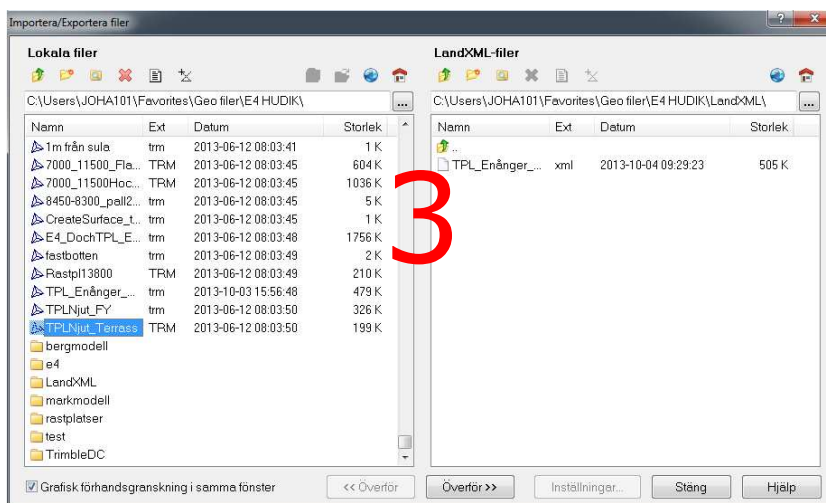 Importera/Exportera filer
Lokala filer
C:\Users\JOHA101\Favorites\Geo filer\E4 HUDIK\ ...
Namn Ext Datum Storlek
1m från sula trm 2013-06-12 08:03:41 1 K
7000_11500_Fla... TRM 2013-06-12 08:03:45 604 K
7000_11500Hoc... TRM 2013-06-12 08:03:45 1036 K
8450-8300_pall2... trm 2013-06-12 08:03:45 5 K
CreateSurface_t... trm 2013-06-12 08:03:45 1 K
E4_DochTPL_E... trm 2013-06-12 08:03:48 1756 K
fastbotten trm 2013-06-12 08:03:49 2 K
Rastpl13800 TRM 2013-06-12 08:03:49 210 K
TPL_Enånger_... trm 2013-10-03 15:56:48 479 K
TPLNjut_FY trm 2013-06-12 08:03:50 326 K
TPLNjut_Terrass TRM 2013-06-12 08:03:50 199 K
bergmodell
e4
LandXML
markmodell
rastplatser
test
TrimbleDC
3
LandXML-filer
C:\Users\JOHA101\Favorites\Geo filer\E4 HUDIK\LandXML\ ...
Namn Ext Datum Storlek
..
TPL_Enånger_... xml 2013-10-04 09:29:23 505 K
Grafisk förhandsgranskning i samma fönster
<< Överför
Överför >>
Inställningar...
Stäng
Hjälp